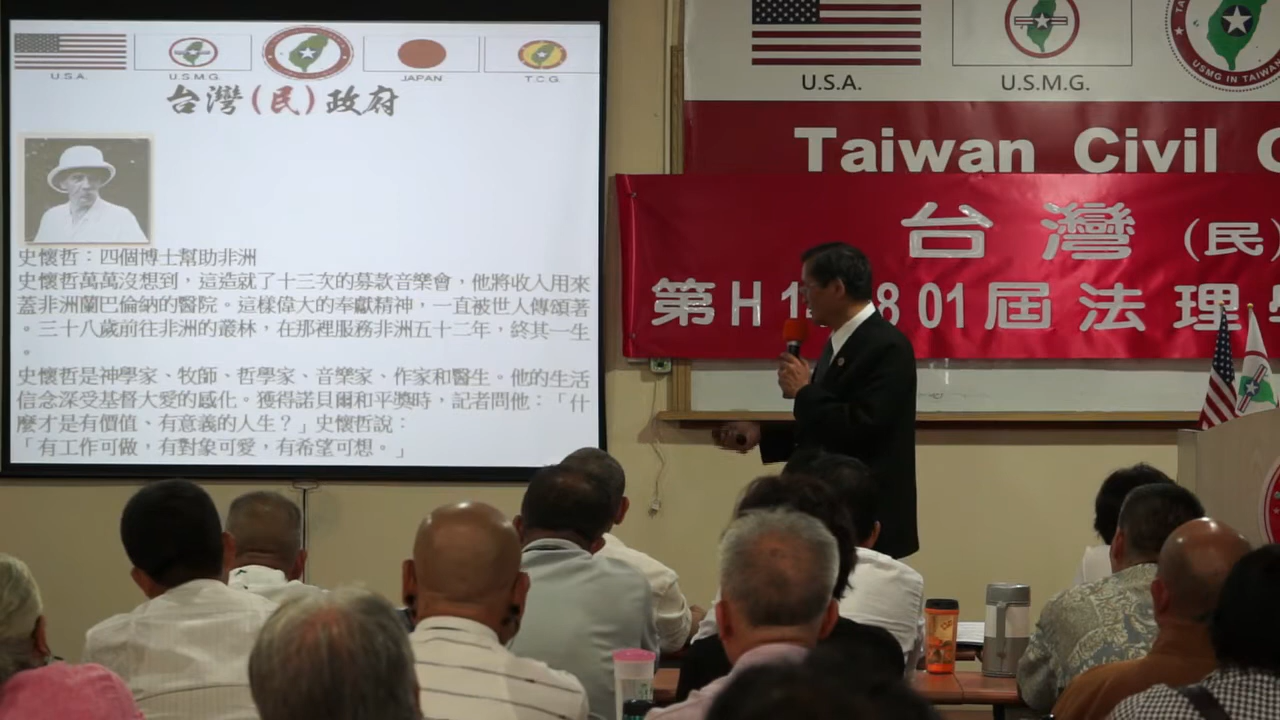 U.S.A.
U.S.M.G.
JAPAN
T.C.G.
台灣(民)政府
史懷哲：四個博士幫助非洲
史懷哲萬萬沒想到，這造就了十三次的募款音樂會，他將收入用來
蓋非洲蘭巴倫納的醫院。這樣偉大的奉獻精神，一直被世人傳頌著
。三十八歲前往非洲的叢林，在那裡服務非洲五十二年，終其一生
。
史懷哲是神學家、牧師、哲學家、音樂家、作家和醫生。他的生活
信念深受基督大愛的感化。獲得諾貝爾和平獎時，記者問他：「什
麼才是有價值、有意義的人生？」史懷哲說：
「有工作可做，有對象可愛，有希望可想。」
U.S.A.
U.S.M.G.
USMG IN TAIWAN
Taiwan Civil
台灣(民)
第H1 801屆法理學